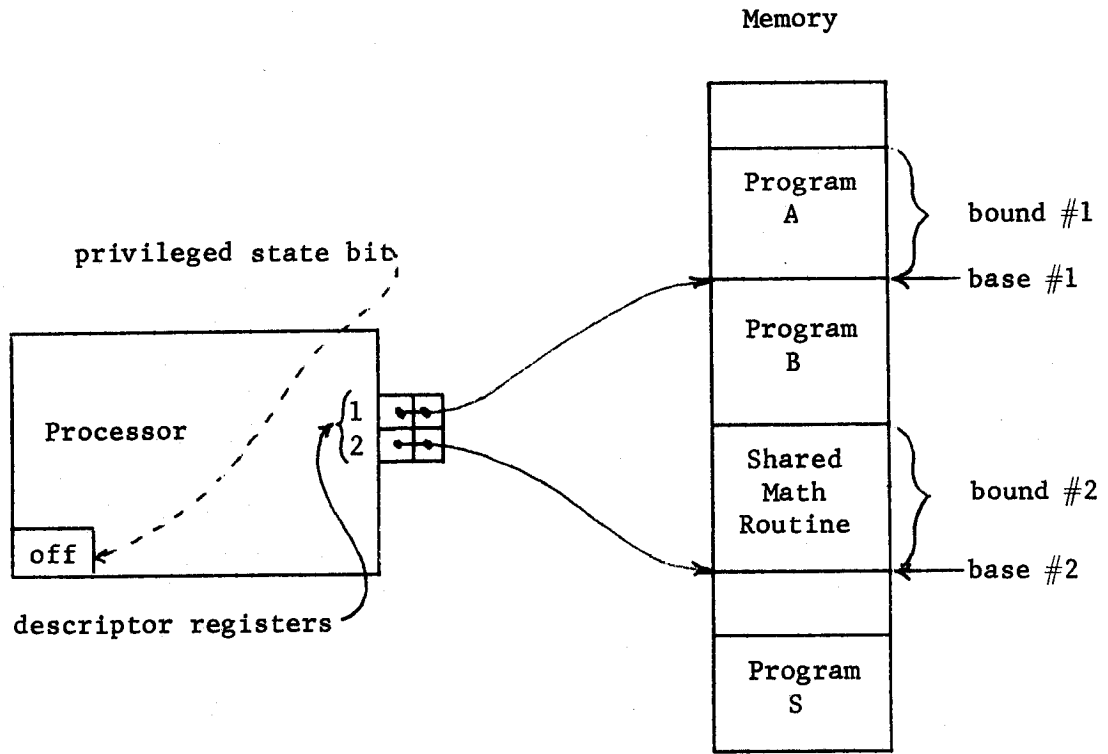 Memory
Program
A
bound #1
base #1
privileged state bit
Program
B
Processor
1
2
Shared
Math
Routine
bound #2
off
base #2
descriptor registers
Program
S